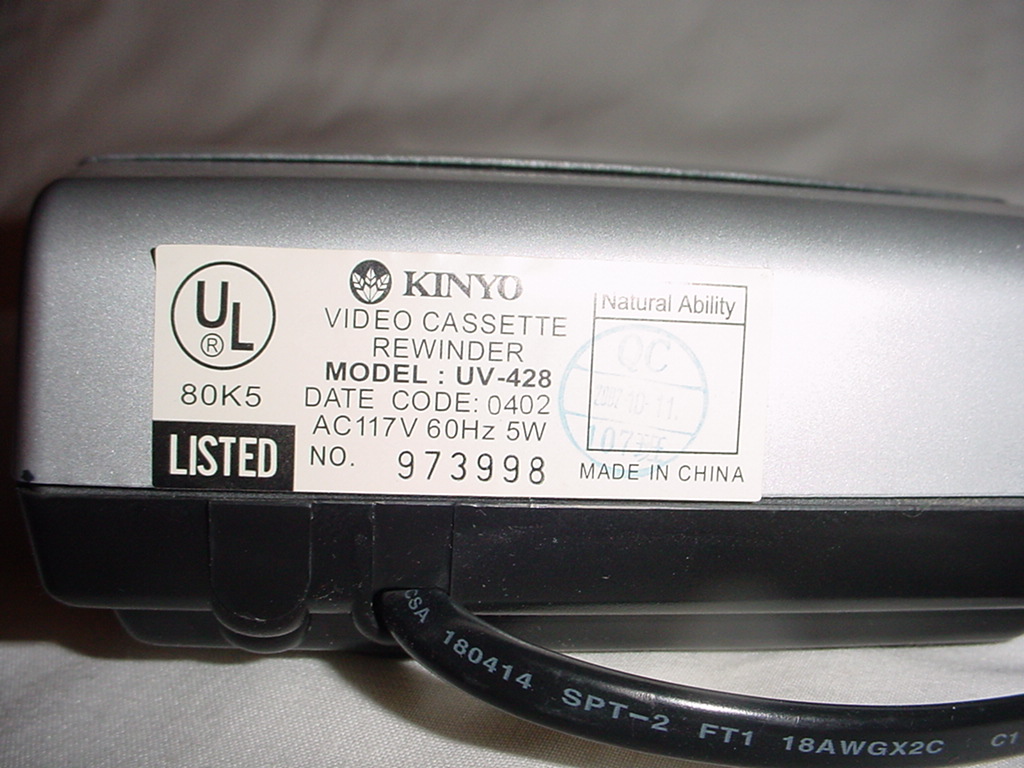 UL
®
80K5
LISTED
KINYO
VIDEO CASSETTE
REWINDER
MODEL : UV-428
DATE CODE: 0402
AC117V 60Hz 5W
NO. 973998
Natural Ability
QC
MADE IN CHINA
CSA 180414 SPT-2 FT1 18AWGX2C C1